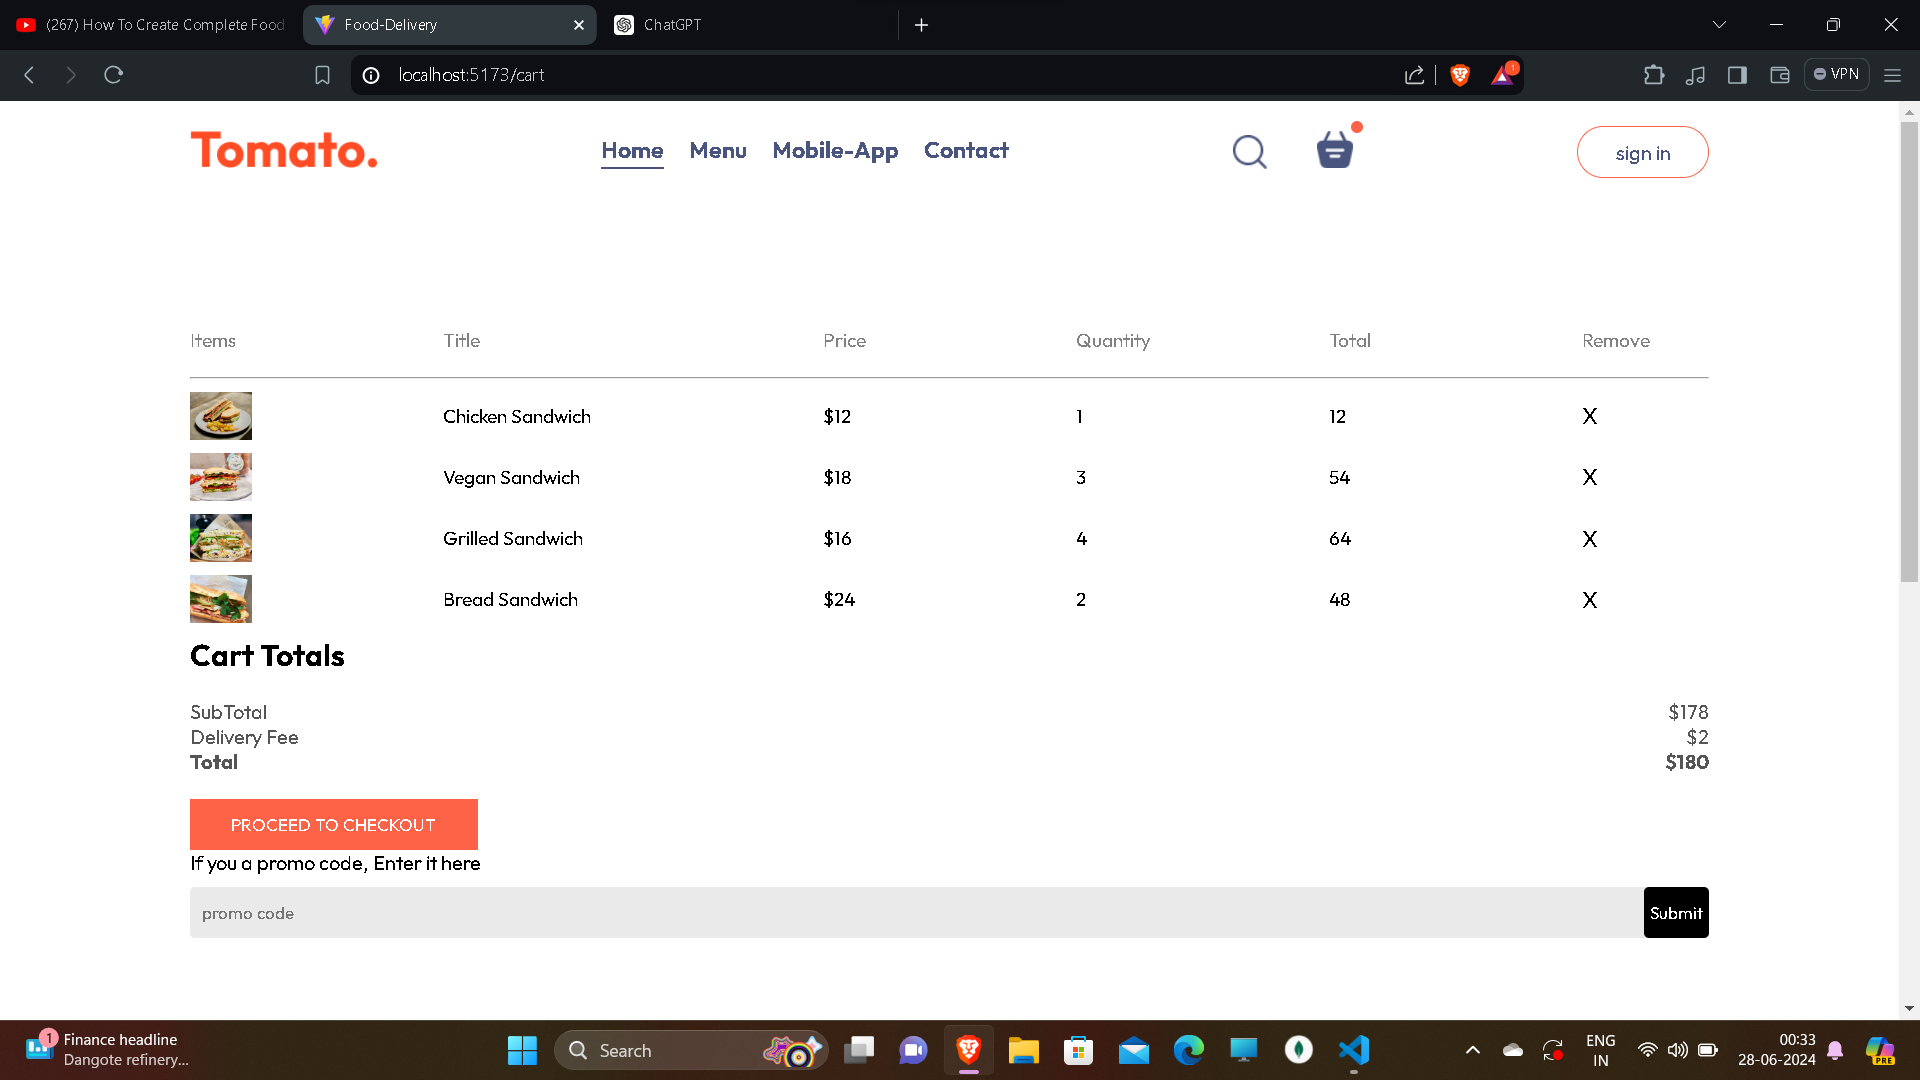 (267) How To Create Complete Food
Food-Delivery
ChatGPT
localhost:5173/cart
1
VPN
Tomato.
Home Menu Mobile-App Contact
sign in
Items Title Price Quantity Total Remove
Chicken Sandwich $12 1 12 X
Vegan Sandwich $18 3 54 X
Grilled Sandwich $16 4 64 X
Bread Sandwich $24 2 48 X
Cart Totals
SubTotal $178
Delivery Fee $2
Total $180
PROCEED TO CHECKOUT
If you a promo code, Enter it here
promo code Submit
1
Finance headline
Dangote refinery...
Search
ENG
IN
00:33
28-06-2024
PRE